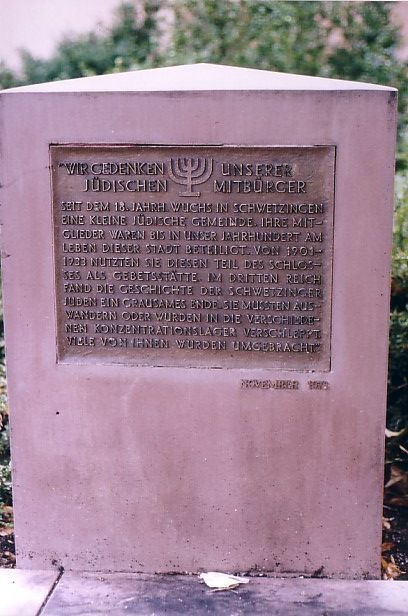 "WIR GEDENKEN UNSERER
JÜDISCHEN MITBÜRGER
SEIT DEM 18. JAHRH. WUCHS IN SCHWETZINGEN
EINE KLEINE JÜDISCHE GEMEINDE. IHRE MIT-
GLIEDER WAREN BIS IN UNSER JAHRHUNDERT AM
LEBEN DIESER STADT BETEILIGT. VON 1901-
1933 NUTZTEN SIE DIESEN TEIL DES SCHLOS-
SES ALS GEBETSSTÄTTE. IM DRITTEN REICH
FAND DIE GESCHICHTE DER SCHWETZINGER
JUDEN EIN GRAUSAMES ENDE. SIE MUSSTEN AUS-
WANDERN ODER WURDEN IN DIE VERSCHIEDE-
NEN KONZENTRATIONSLAGER VERSCHLEPPT.
VIELE VON IHNEN WURDEN UMGEBRACHT."
NOVEMBER